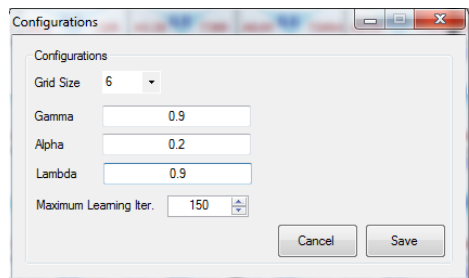 Configurations
Configurations
Grid Size 6
Gamma 0.9
Alpha 0.2
Lambda 0.9
Maximum Learning Iter. 150
Cancel Save